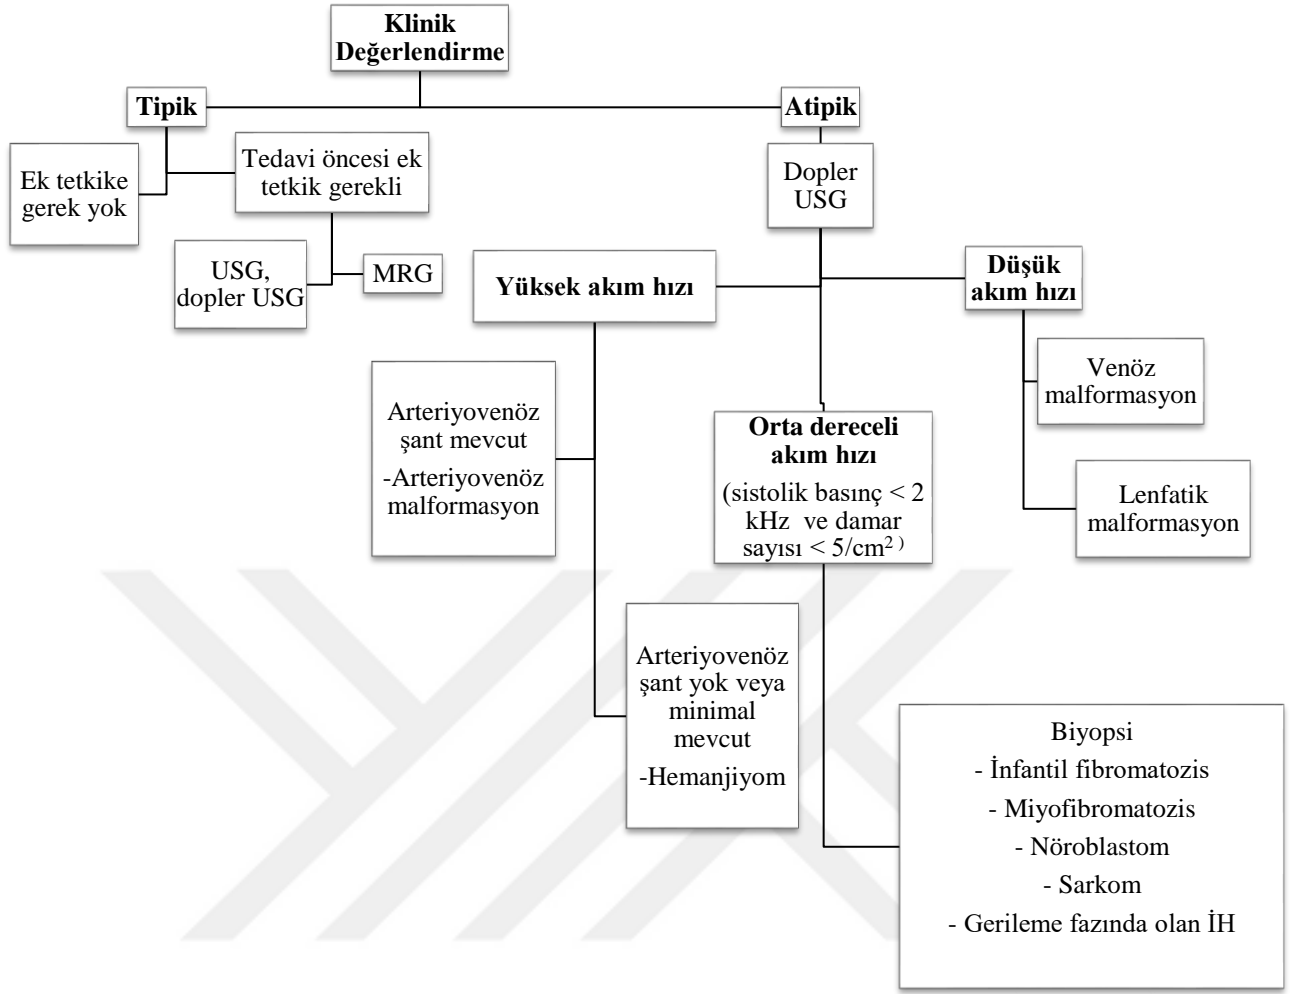 Klinik
Değerlendirme
Tipik
Atipik
Ek tetkike
gerek yok
Tedavi öncesi ek
tetkik gerekli
Dopler
USG
USG,
dopler USG
MRG
Yüksek akım hızı
Düşük
akım hızı
Arteriyovenöz
şant mevcut
-Arteriyovenöz
malformasyon
Orta dereceli
akım hızı
(sistolik basınç < 2
kHz ve damar
sayısı < 5/cm² )
Venöz
malformasyon
Lenfatik
malformasyon
Arteriyovenöz
şant yok veya
minimal
mevcut
-Hemanjiyom
Biyopsi
- İnfantil fibromatozis
- Miyofibromatozis
- Nöroblastom
- Sarkom
- Gerileme fazında olan İH